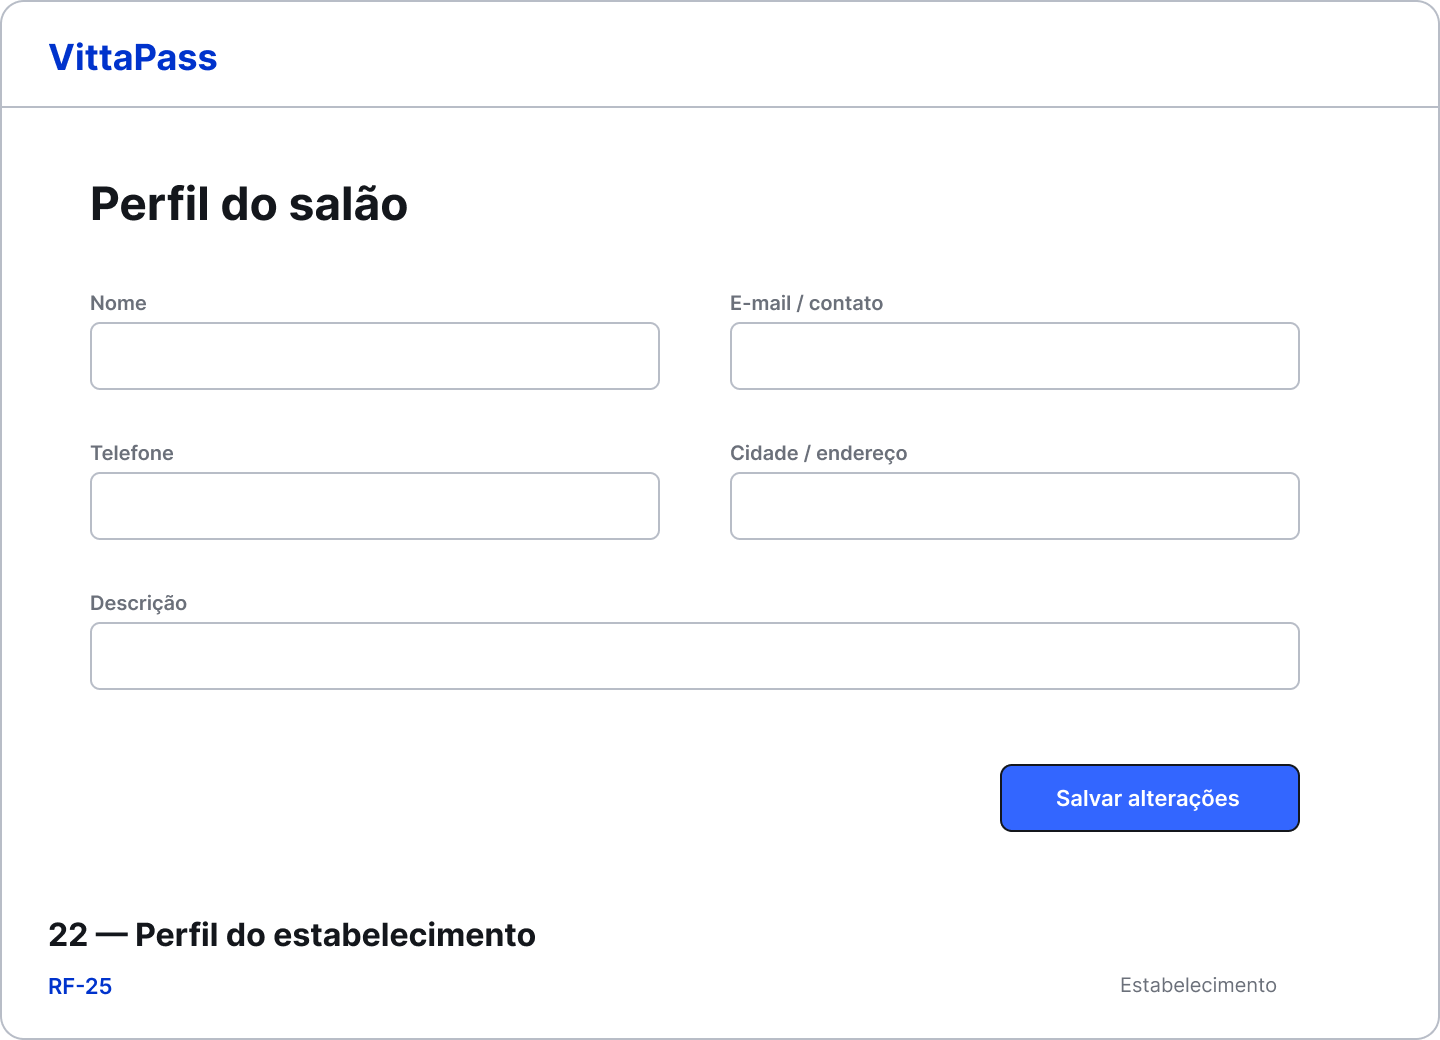 VittaPass
Perfil do salão
Nome
E-mail / contato
Telefone
Cidade / endereço
Descrição
Salvar alterações
22 — Perfil do estabelecimento
RF-25
Estabelecimento